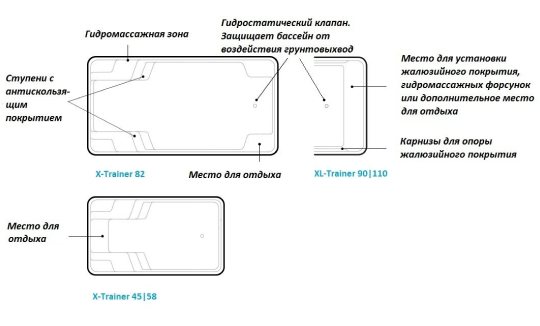 Гидромассажная зона
Гидростатический клапан.
Защищает бассейн от
воздействия грунтовыхвод
Ступени с
антискользя-
щим
покрытием
Место для установки
жалюзийного покрытия,
гидромассажных форсунок
или дополнительное место
для отдыха
Карнизы для опоры
жалюзийного покрытия
X-Trainer 82
Место для отдыха
XL-Trainer 90|110
Место для
отдыха
X-Trainer 45|58